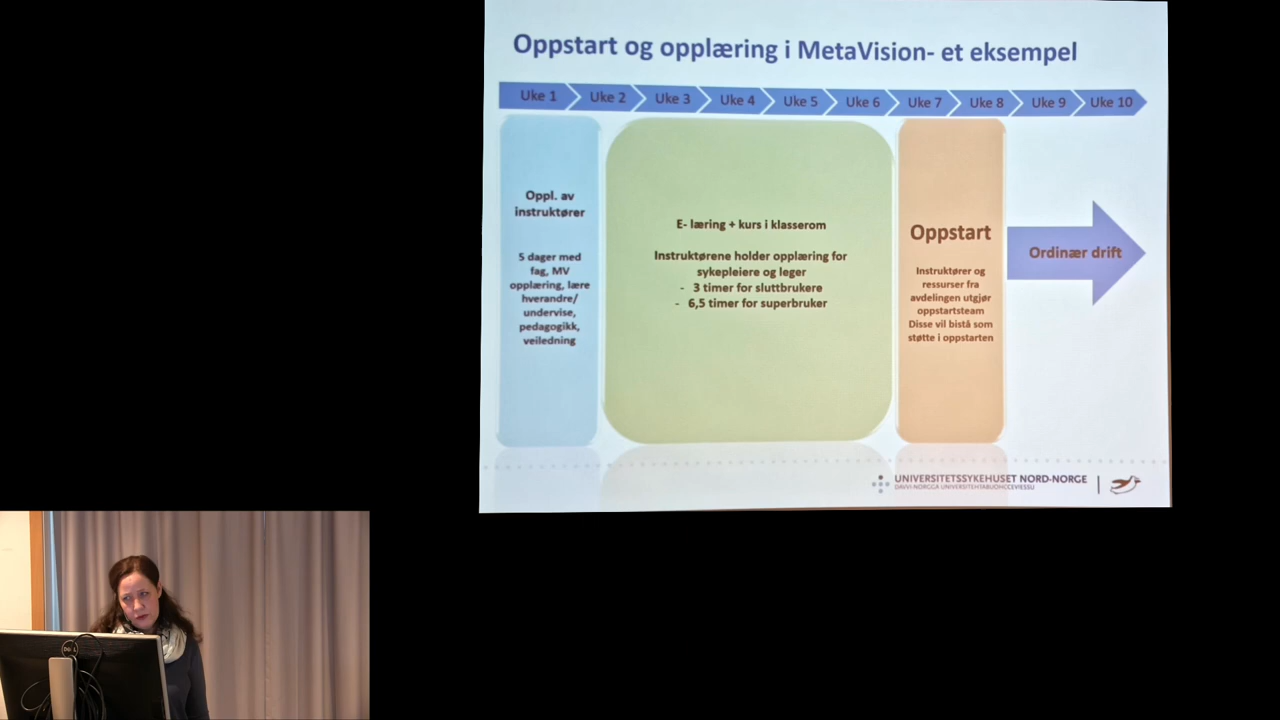 Oppstart og opplæring i MetaVision- et eksempel
Uke 1
Uke 2
Uke 3
Uke 4
Uke 5
Uke 6
Uke 7
Uke 8
Uke 9
Uke 10
Oppl. av
instruktører
5 dager med
fag, MV
opplæring, lære
hverandre/
undervise,
pedagogikk,
veiledning
E- læring + kurs i klasserom
Instruktørene holder opplæring for
sykepleiere og leger
- 3 timer for sluttbrukere
- 6,5 timer for superbruker
Oppstart
Instruktører og
ressurser fra
avdelingen utgjør
oppstartsteam
Disse vil bistå som
støtte i oppstarten
Ordinær drift
UNIVERSITETSSYKEHUSET NORD-NORGE
DAVVI-NORGGA UNIVERSITEHTABUOHCCEVIESSU
DELL